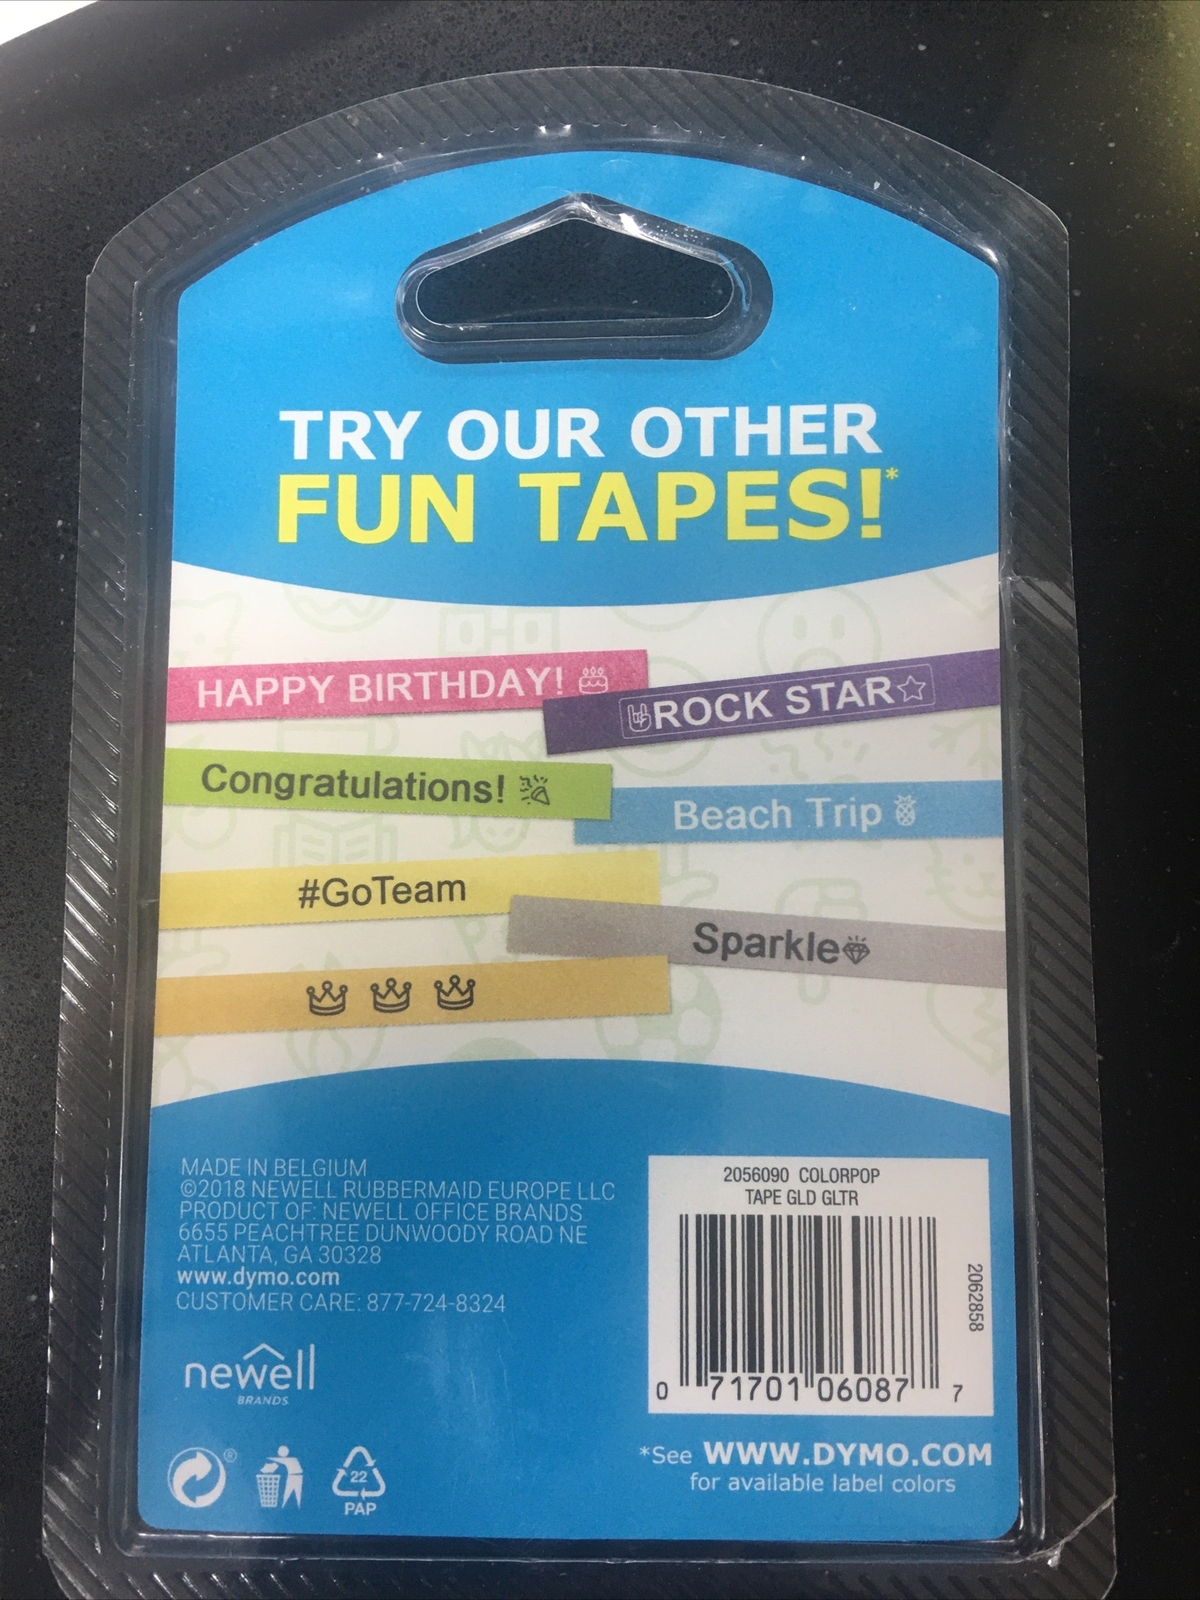 TRY OUR OTHER
FUN TAPES!*
HAPPY BIRTHDAY!
ROCK STAR
Congratulations!
Beach Trip
#GoTeam
Sparkle
MADE IN BELGIUM
©2018 NEWELL RUBBERMAID EUROPE LLC
PRODUCT OF: NEWELL OFFICE BRANDS
6655 PEACHTREE DUNWOODY ROAD NE
ATLANTA, GA 30328
www.dymo.com
CUSTOMER CARE: 877-724-8324
newell
BRANDS
®
22
PAP
2056090 COLORPOP
TAPE GLD GLTR
2062858
0 71701 06087 7
*See WWW.DYMO.COM
for available label colors